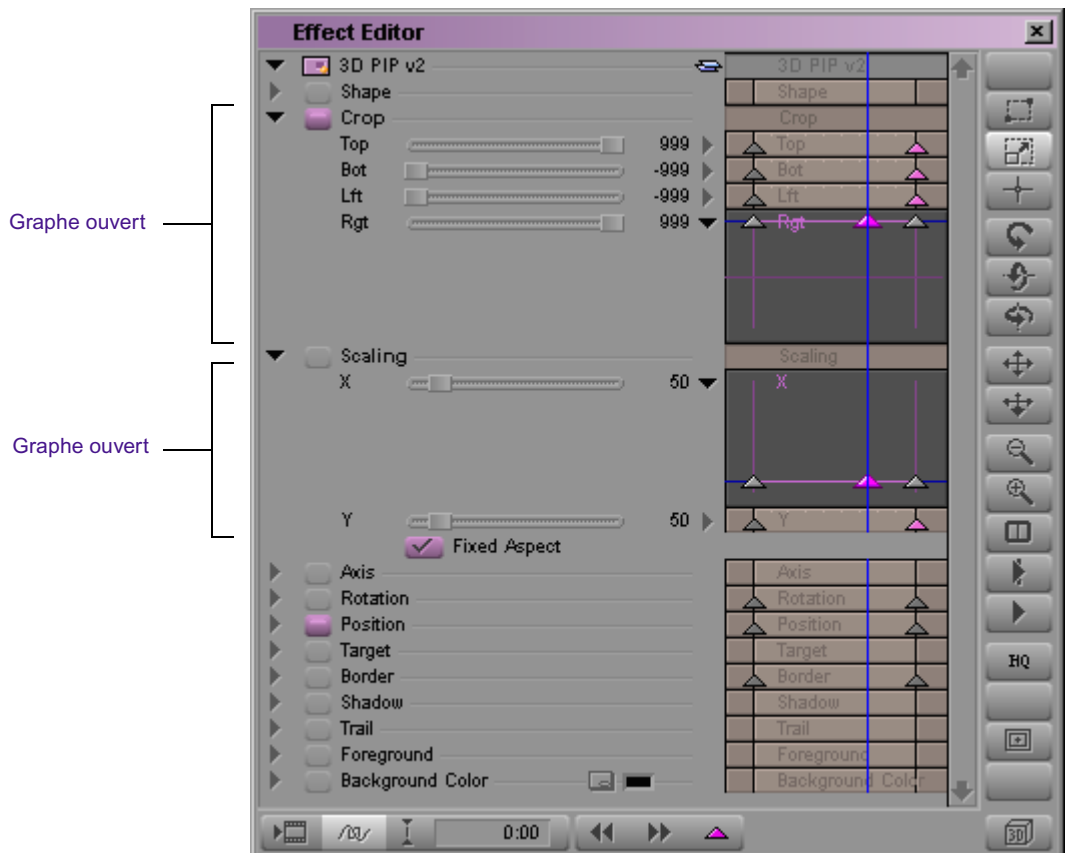 Effect Editor
3D PIP v2 3D PIP v2
Shape Shape
Crop Crop
Top 999 Top
Bot -999 Bot
Lft -999 Lft
Graphe ouvert
Rgt 999 Rgt
Scaling Scaling
X 50 X
Graphe ouvert
Y 50 Y
Fixed Aspect
Axis Axis
Rotation Rotation
Position Position
Target Target
Border Border
HQ
Shadow Shadow
Trail Trail
Foreground Foreground
Background Color Background Color
0:00
3D